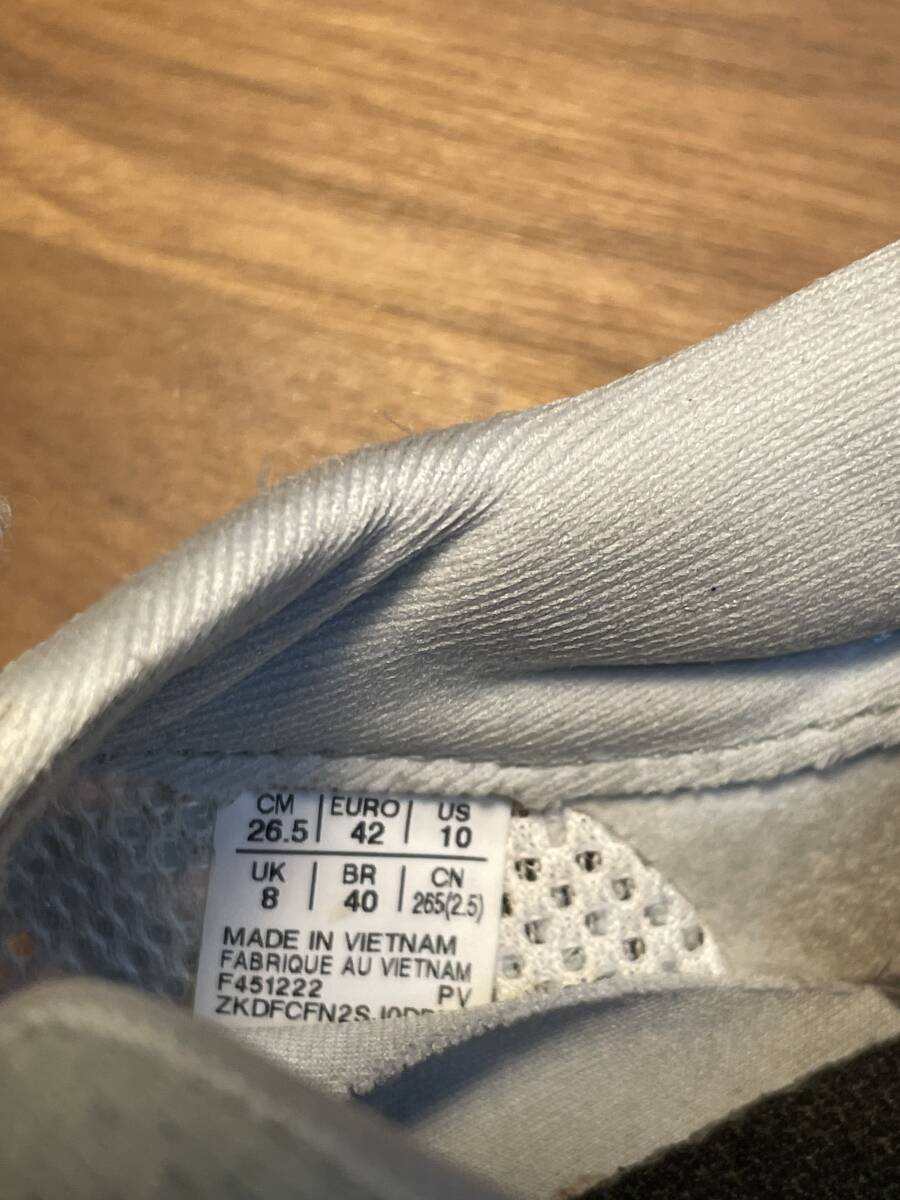 CM EURO US
26.5 42 10
UK BR CN
8 40 265(2.5)
MADE IN VIETNAM
FABRIQUE AU VIETNAM
F451222 PV